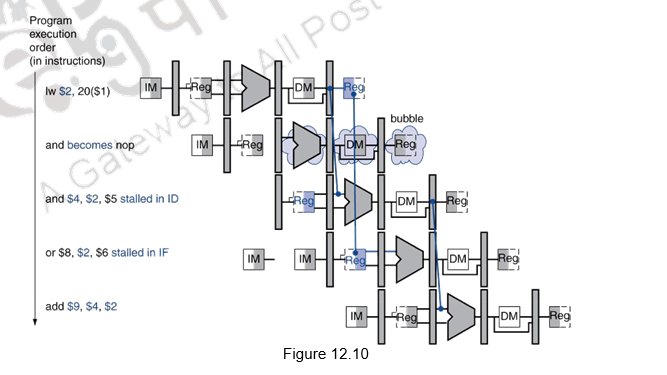 Program
execution
order
(in instructions)
lw $2, 20($1)
IM Reg DM Reg
bubble
and becomes nop
IM Reg DM Reg
and $4, $2, $5 stalled in ID
Reg DM Reg
or $8, $2, $6 stalled in IF
IM IM Reg DM Reg
add $9, $4, $2
IM Reg DM Reg
Figure 12.10
A Gateway to All Post